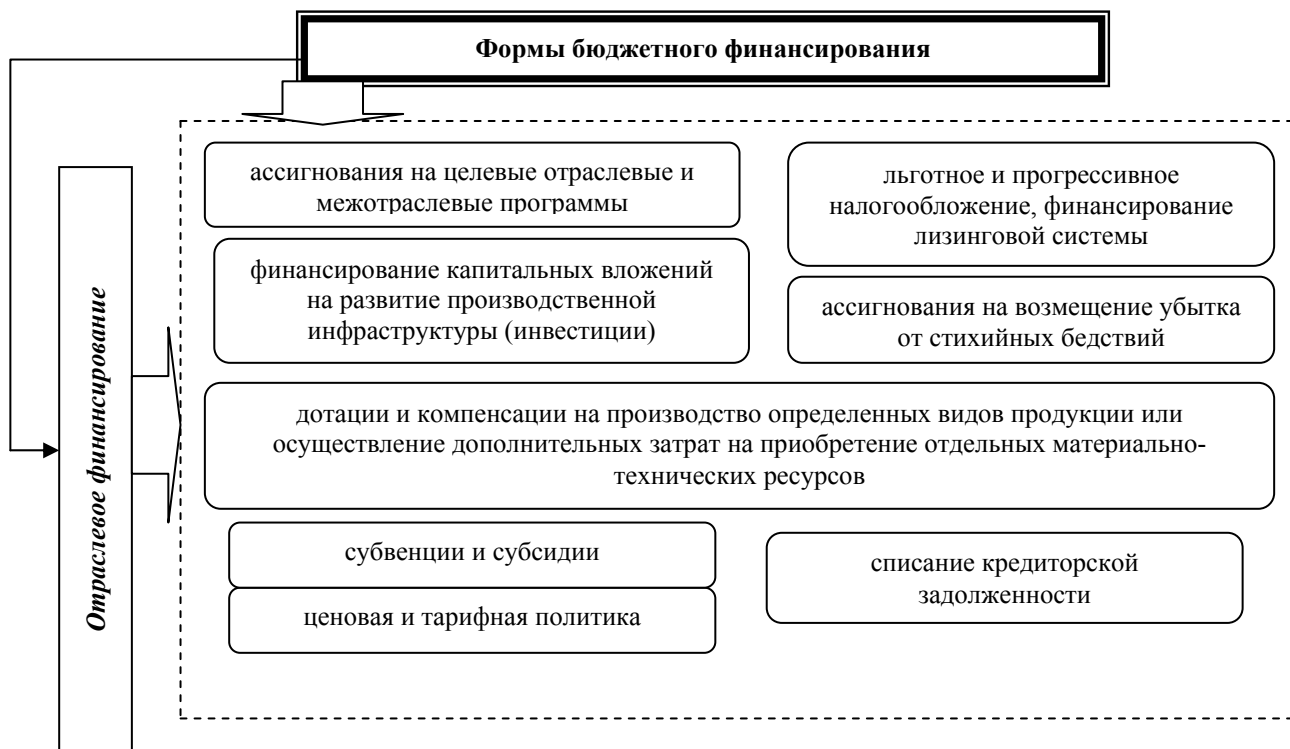 Формы бюджетного финансирования
Отраслевое финансирование
ассигнования на целевые отраслевые и
межотраслевые программы
льготное и прогрессивное
налогообложение, финансирование
лизинговой системы
финансирование капитальных вложений
на развитие производственной
инфраструктуры (инвестиции)
ассигнования на возмещение убытка
от стихийных бедствий
дотации и компенсации на производство определенных видов продукции или
осуществление дополнительных затрат на приобретение отдельных материально-
технических ресурсов
субвенции и субсидии
списание кредиторской
задолженности
ценовая и тарифная политика